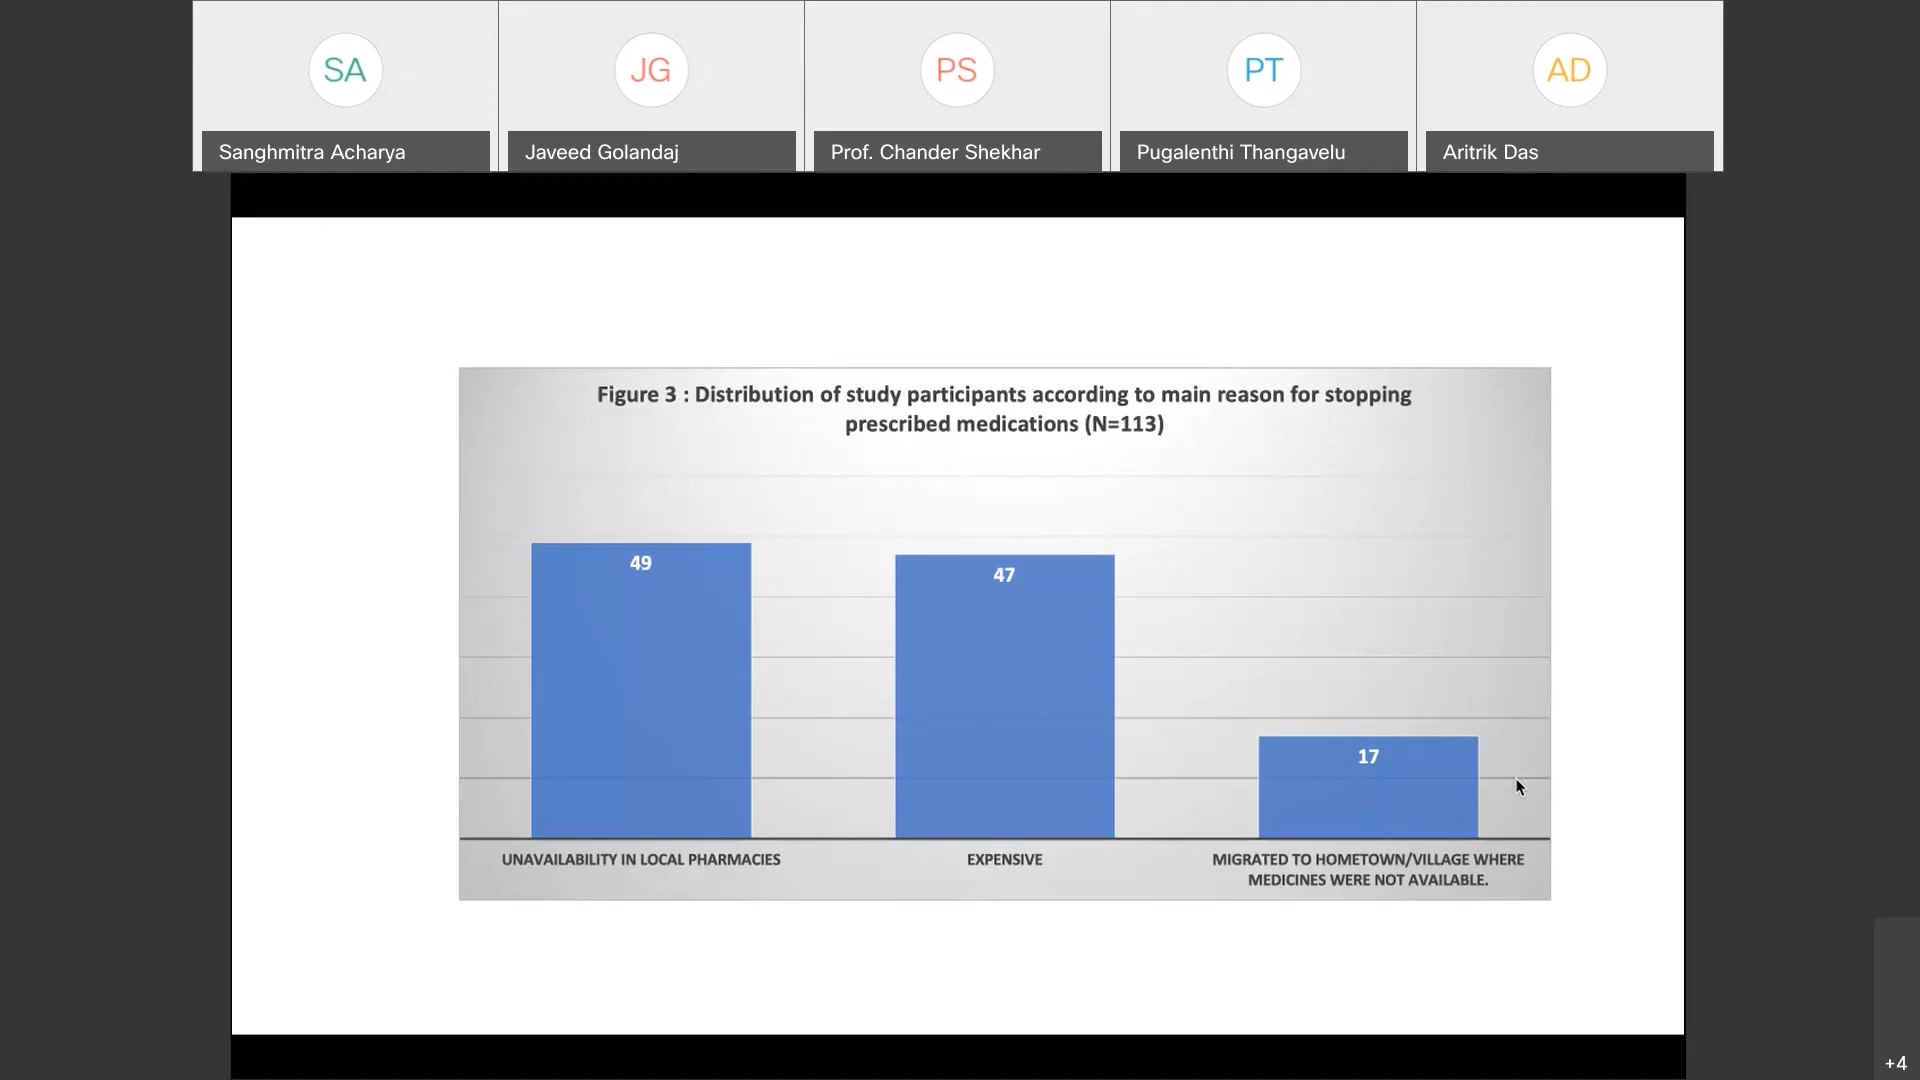 SA
JG
PS
PT
AD
Sanghmitra Acharya
Javeed Golandaj
Prof. Chander Shekhar
Pugalenthi Thangavelu
Aritrik Das
Figure 3 : Distribution of study participants according to main reason for stopping
prescribed medications (N=113)
49
47
17
UNAVAILABILITY IN LOCAL PHARMACIES
EXPENSIVE
MIGRATED TO HOMETOWN/VILLAGE WHERE
MEDICINES WERE NOT AVAILABLE.
+4